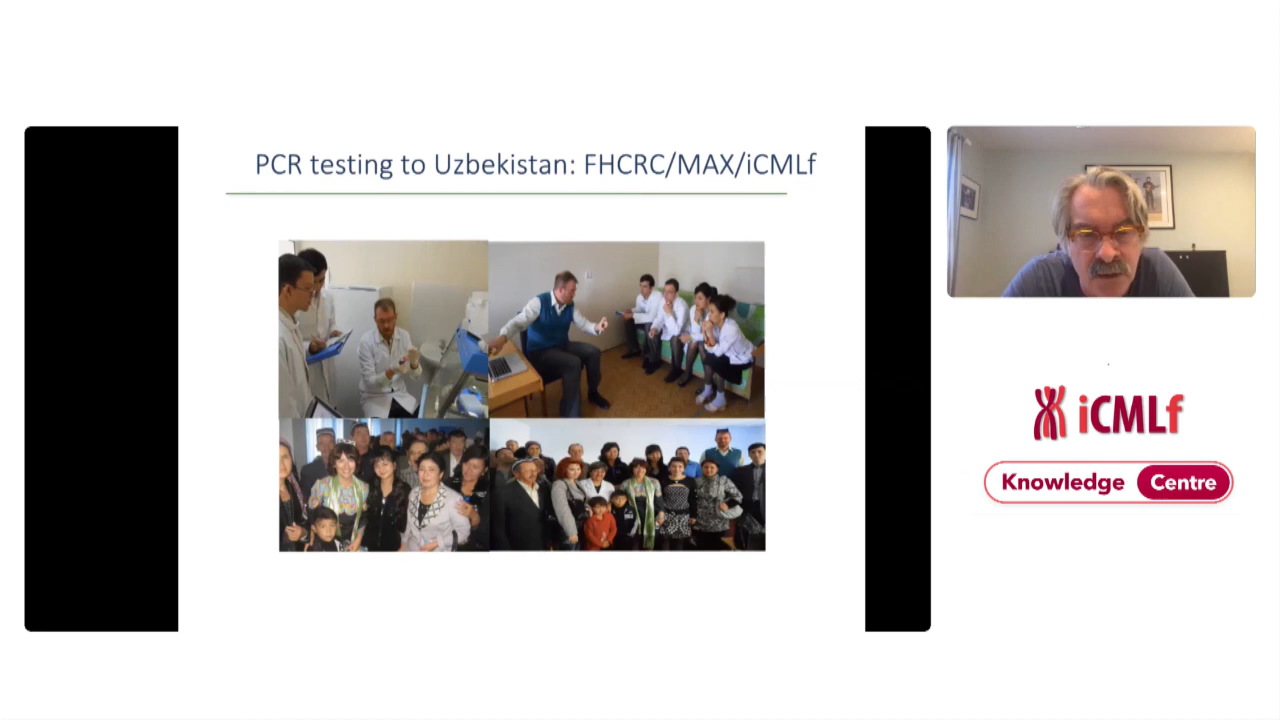 PCR testing to Uzbekistan: FHCRC/MAX/iCMLf
iCMLf
Knowledge Centre